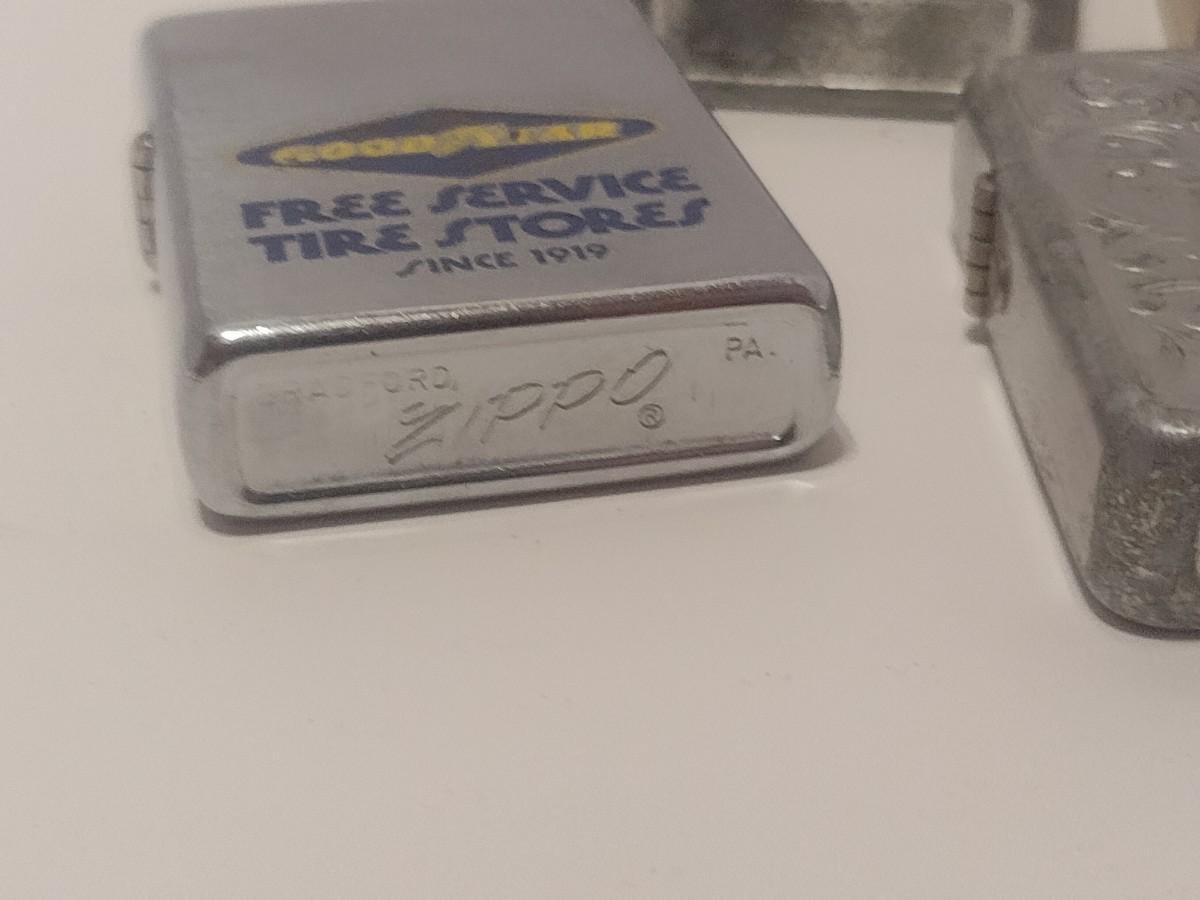 GOODYEAR
FREE SERVICE
TIRE STORES
SINCE 1919
BRADFORD, PA.
Zippo ®